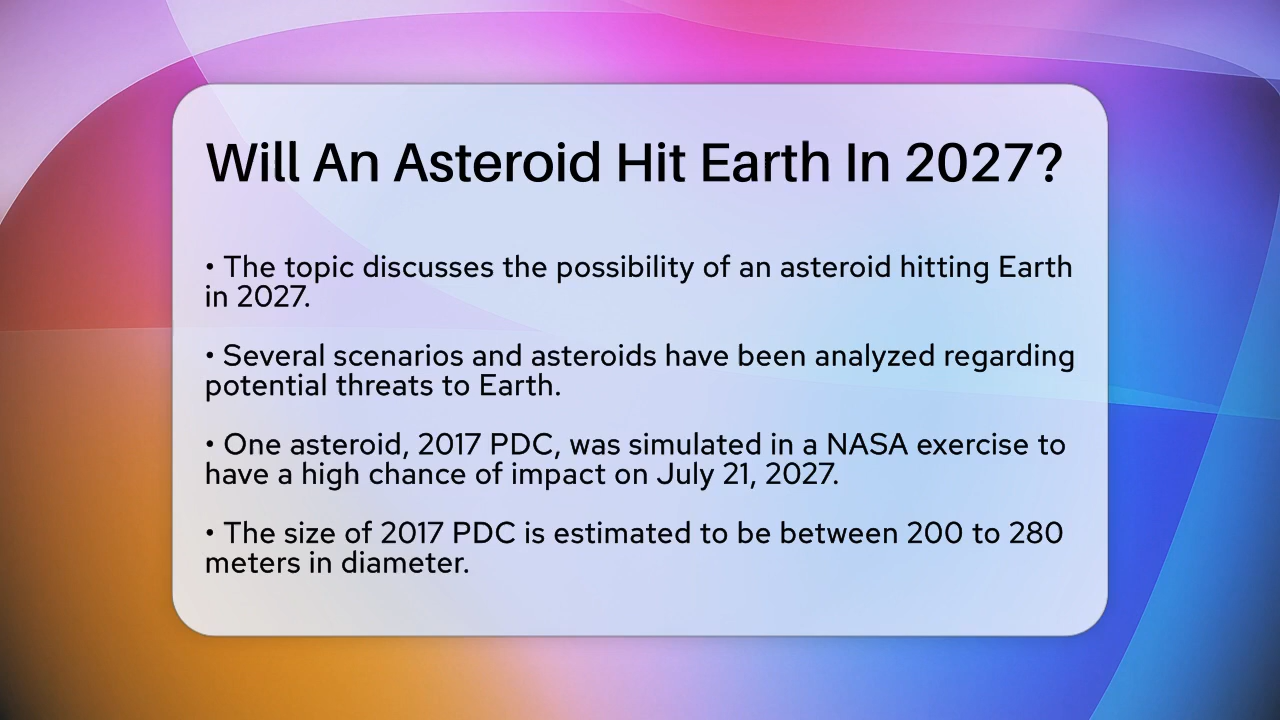 Will An Asteroid Hit Earth In 2027?
• The topic discusses the possibility of an asteroid hitting Earth
in 2027.
• Several scenarios and asteroids have been analyzed regarding
potential threats to Earth.
• One asteroid, 2017 PDC, was simulated in a NASA exercise to
have a high chance of impact on July 21, 2027.
• The size of 2017 PDC is estimated to be between 200 to 280
meters in diameter.